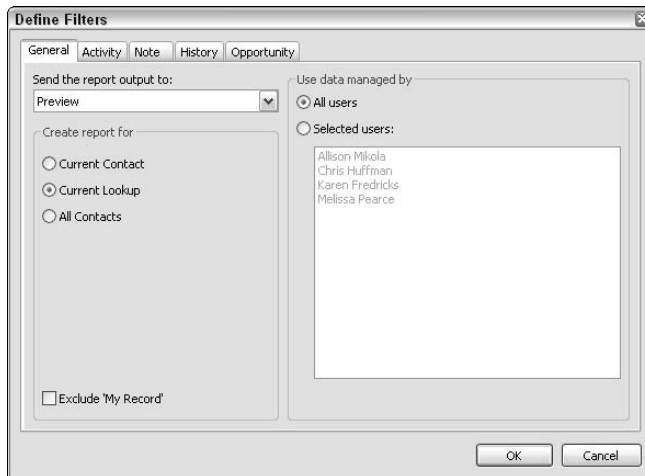 Define Filters
General Activity Note History Opportunity
Send the report output to:
Preview
Create report for
Current Contact
Current Lookup
All Contacts
Exclude 'My Record'
Use data managed by
All users
Selected users:
Allison Mikola
Chris Huffman
Karen Fredricks
Melissa Pearce
OK Cancel